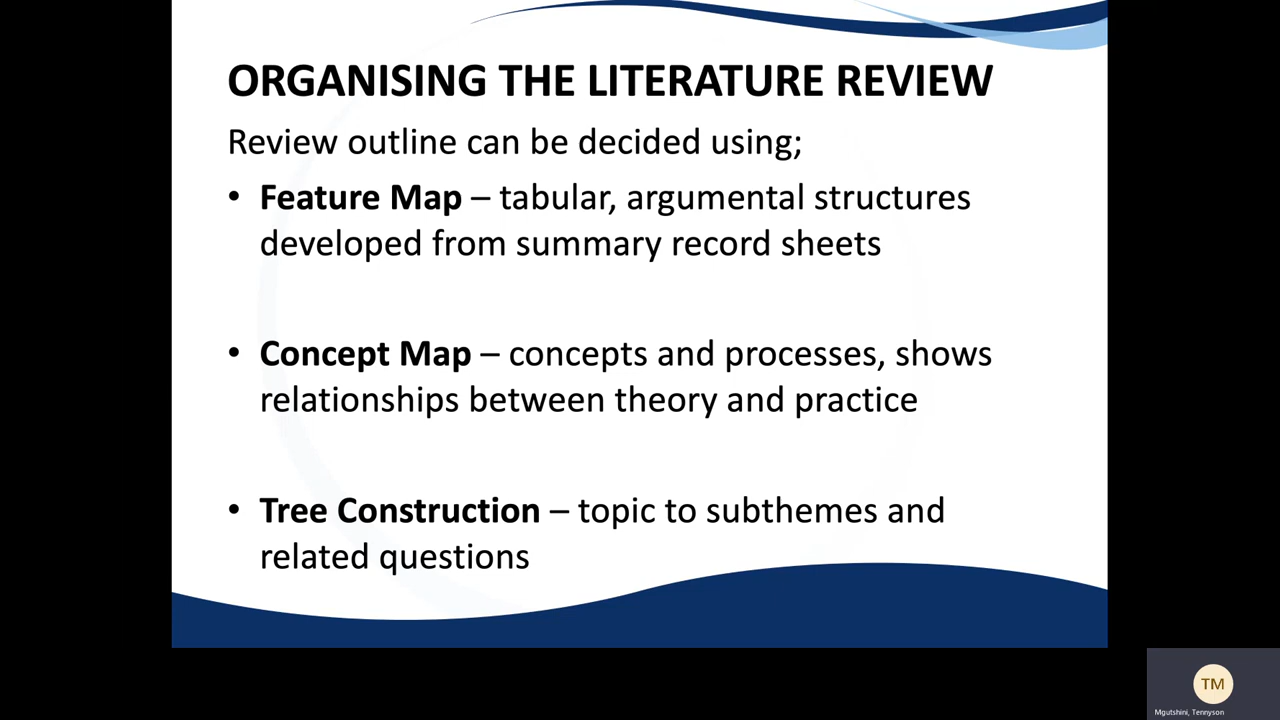 ORGANISING THE LITERATURE REVIEW
Review outline can be decided using;
• Feature Map – tabular, argumental structures
developed from summary record sheets
• Concept Map – concepts and processes, shows
relationships between theory and practice
• Tree Construction – topic to subthemes and
related questions
TM
Mgutshini, Tennyson